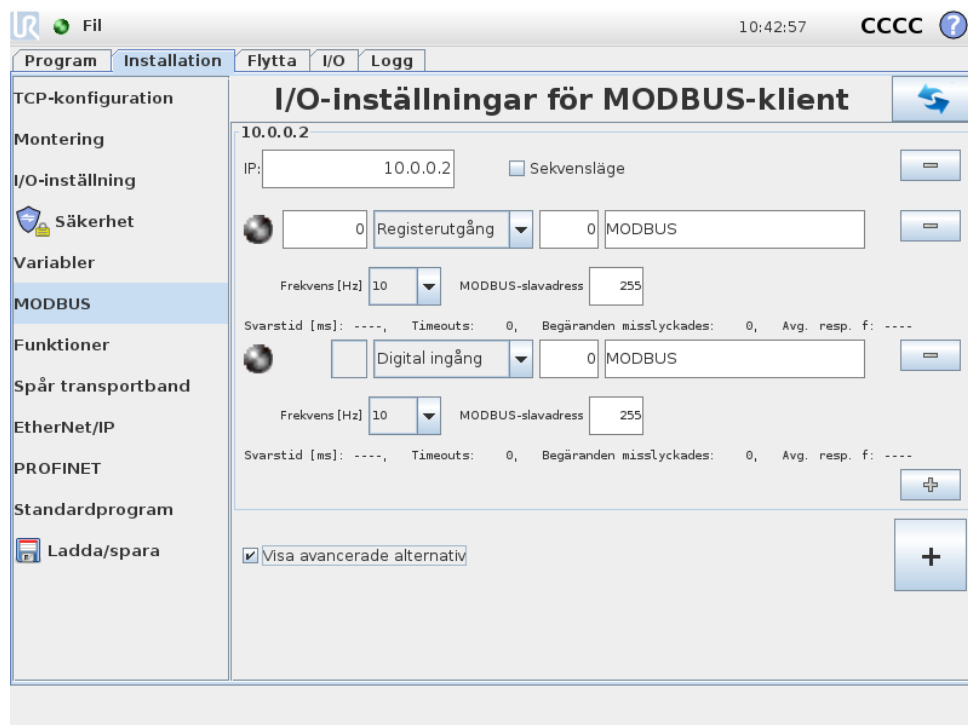 UR Fil 10:42:57 CCCC ?
Program Installation Flytta I/O Logg
TCP-konfiguration
Montering
I/O-inställning
Säkerhet
Variabler
MODBUS
Funktioner
Spår transportband
EtherNet/IP
PROFINET
Standardprogram
Ladda/spara
I/O-inställningar för MODBUS-klient
10.0.0.2
IP: 10.0.0.2 Sekvensläge
0 Registerutgång 0 MODBUS
Frekvens [Hz] 10 MODBUS-slavadress 255
Svarstid [ms]: ----, Timeouts: 0, Begäranden misslyckades: 0, Avg. resp. f: ----
Digital ingång 0 MODBUS
Frekvens [Hz] 10 MODBUS-slavadress 255
Svarstid [ms]: ----, Timeouts: 0, Begäranden misslyckades: 0, Avg. resp. f: ----
Visa avancerade alternativ